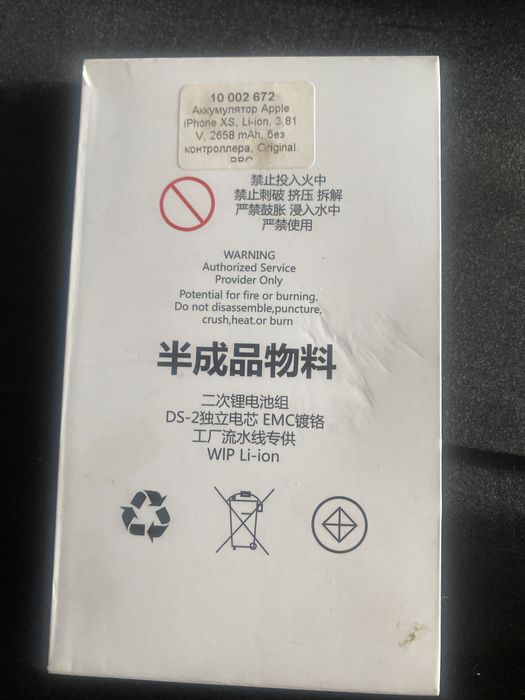 10 002 672
Аккумулятор Apple
iPhone XS, Li-ion, 3,81
V, 2658 mAh, без
контроллера, Original
PRC
禁止投入火中
禁止刺破 挤压 拆解
严禁鼓胀 浸入水中
严禁使用
WARNING
Authorized Service
Provider Only
Potential for fire or burning.
Do not disassemble,puncture,
crush,heat.or burn
半成品物料
二次锂电池组
DS-2独立电芯 EMC镀铬
工厂流水线专供
WIP Li-ion